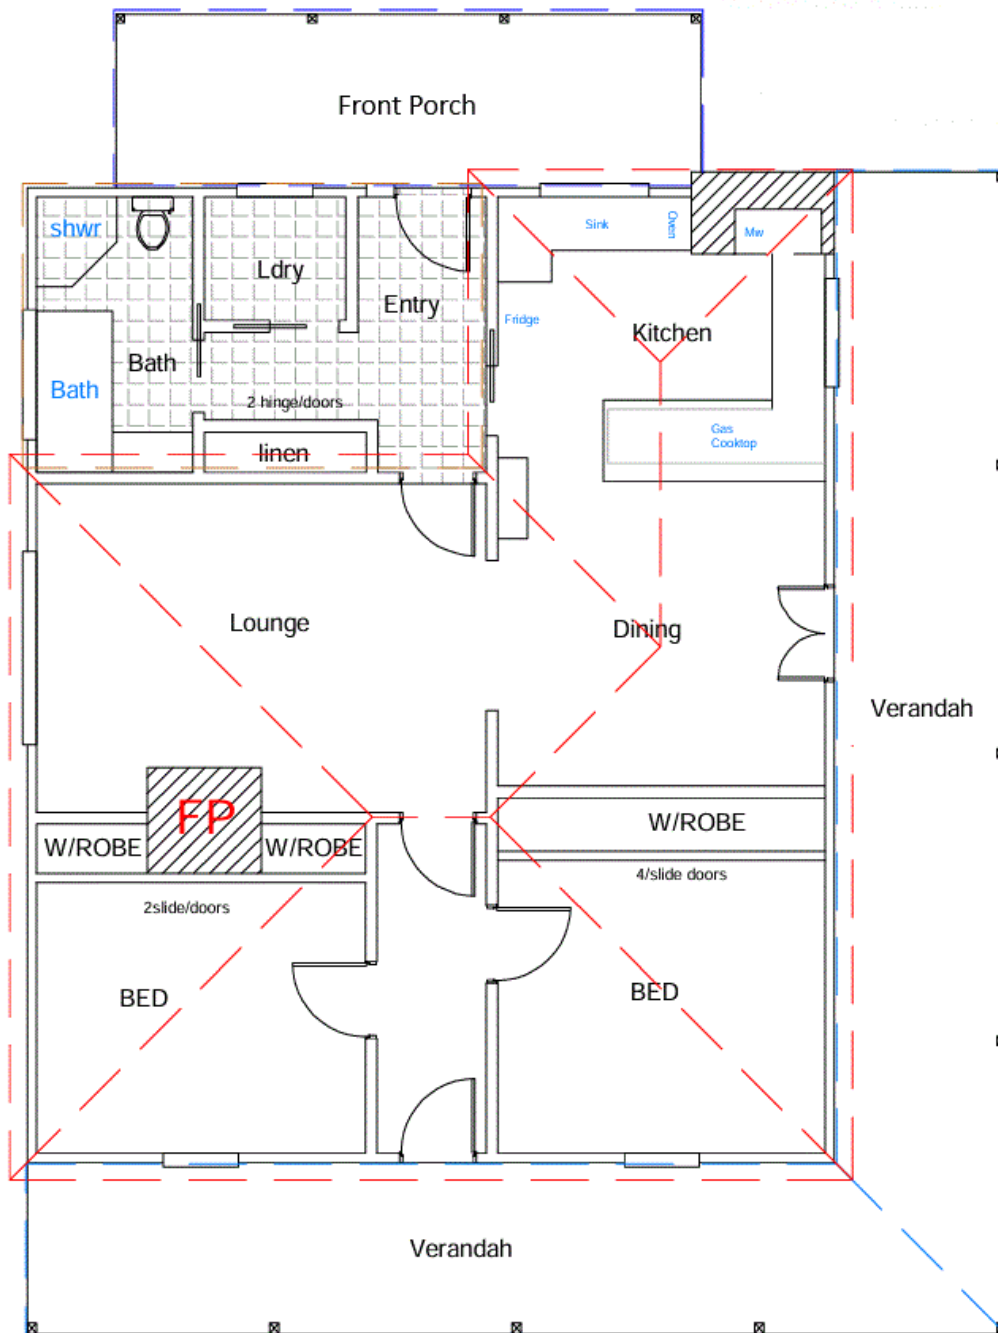 Front Porch
shwr
Sink
Oven
Mw
Ldry
Entry
Fridge
Kitchen
Bath
Bath
2 hinge/doors
Gas
Cooktop
linen
Lounge
Dining
Verandah
FP
W/ROBE
W/ROBE
W/ROBE
4/slide doors
2slide/doors
BED
BED
Verandah